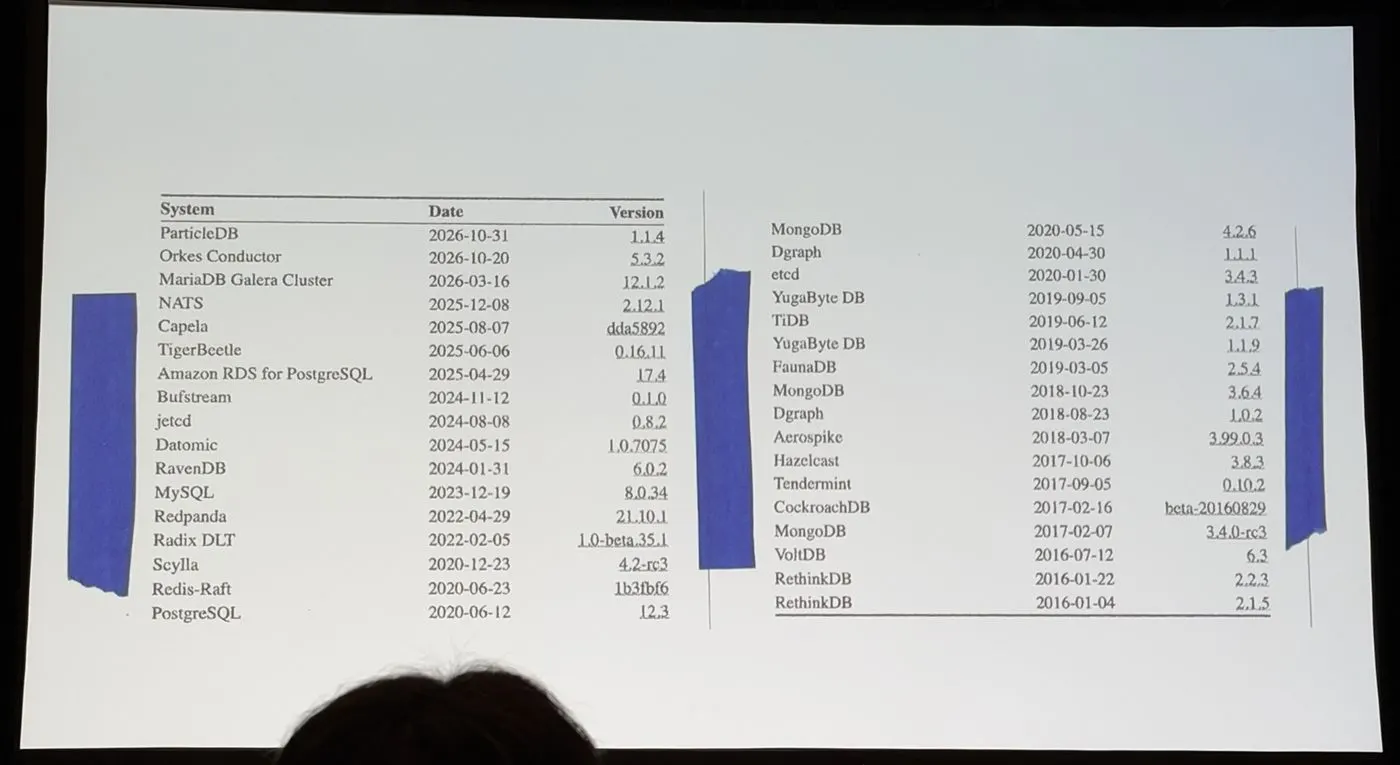 System Date Version
ParticleDB 2026-10-31 1.1.4
Orkes Conductor 2026-10-20 5.3.2
MariaDB Galera Cluster 2026-03-16 12.1.2
NATS 2025-12-08 2.12.1
Capela 2025-08-07 dda5892
TigerBeetle 2025-06-06 0.16.11
Amazon RDS for PostgreSQL 2025-04-29 17.4
Bufstream 2024-11-12 0.1.0
jetcd 2024-08-08 0.8.2
Datomic 2024-05-15 1.0.7075
RavenDB 2024-01-31 6.0.2
MySQL 2023-12-19 8.0.34
Redpanda 2022-04-29 21.10.1
Radix DLT 2022-02-05 1.0-beta.35.1
Scylla 2020-12-23 4.2-rc3
Redis-Raft 2020-06-23 1b3fbf6
PostgreSQL 2020-06-12 12.3
MongoDB 2020-05-15 4.2.6
Dgraph 2020-04-30 1.1.1
etcd 2020-01-30 3.4.3
YugaByte DB 2019-09-05 1.3.1
TiDB 2019-06-12 2.1.7
YugaByte DB 2019-03-26 1.1.9
FaunaDB 2019-03-05 2.5.4
MongoDB 2018-10-23 3.6.4
Dgraph 2018-08-23 1.0.2
Aerospike 2018-03-07 3.99.0.3
Hazelcast 2017-10-06 3.8.3
Tendermint 2017-09-05 0.10.2
CockroachDB 2017-02-16 beta-20160829
MongoDB 2017-02-07 3.4.0-rc3
VoltDB 2016-07-12 6.3
RethinkDB 2016-01-22 2.2.3
RethinkDB 2016-01-04 2.1.5